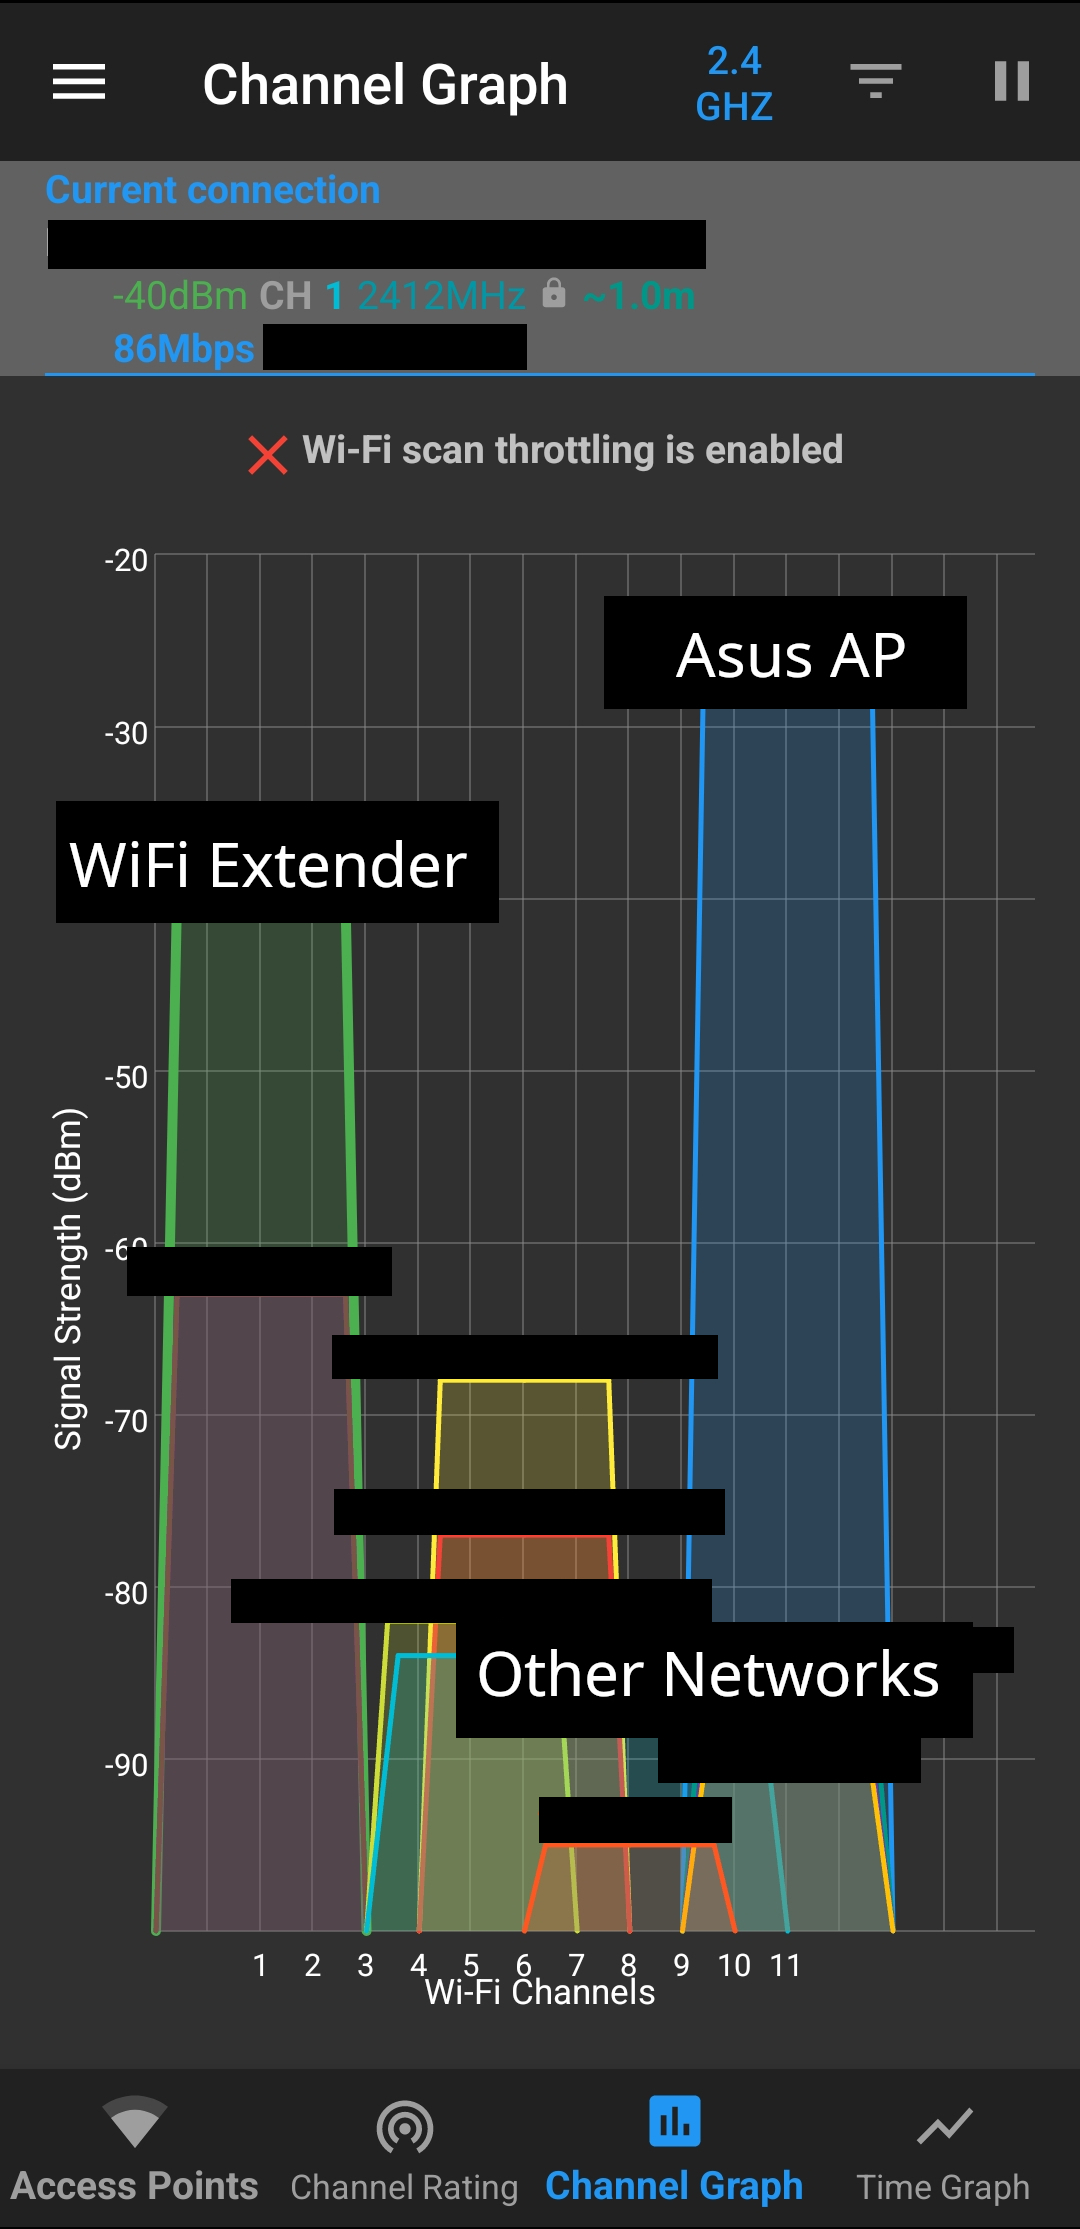 Channel Graph
2.4
GHZ
Current connection
-40dBm CH 1 2412MHz ~1.0m
86Mbps
Wi-Fi scan throttling is enabled
-20
Asus AP
-30
WiFi Extender
-50
-60
-70
-80
Other Networks
-90
Signal Strength (dBm)
1 2 3 4 5 6 7 8 9 10 11
Wi-Fi Channels
Access Points Channel Rating Channel Graph Time Graph